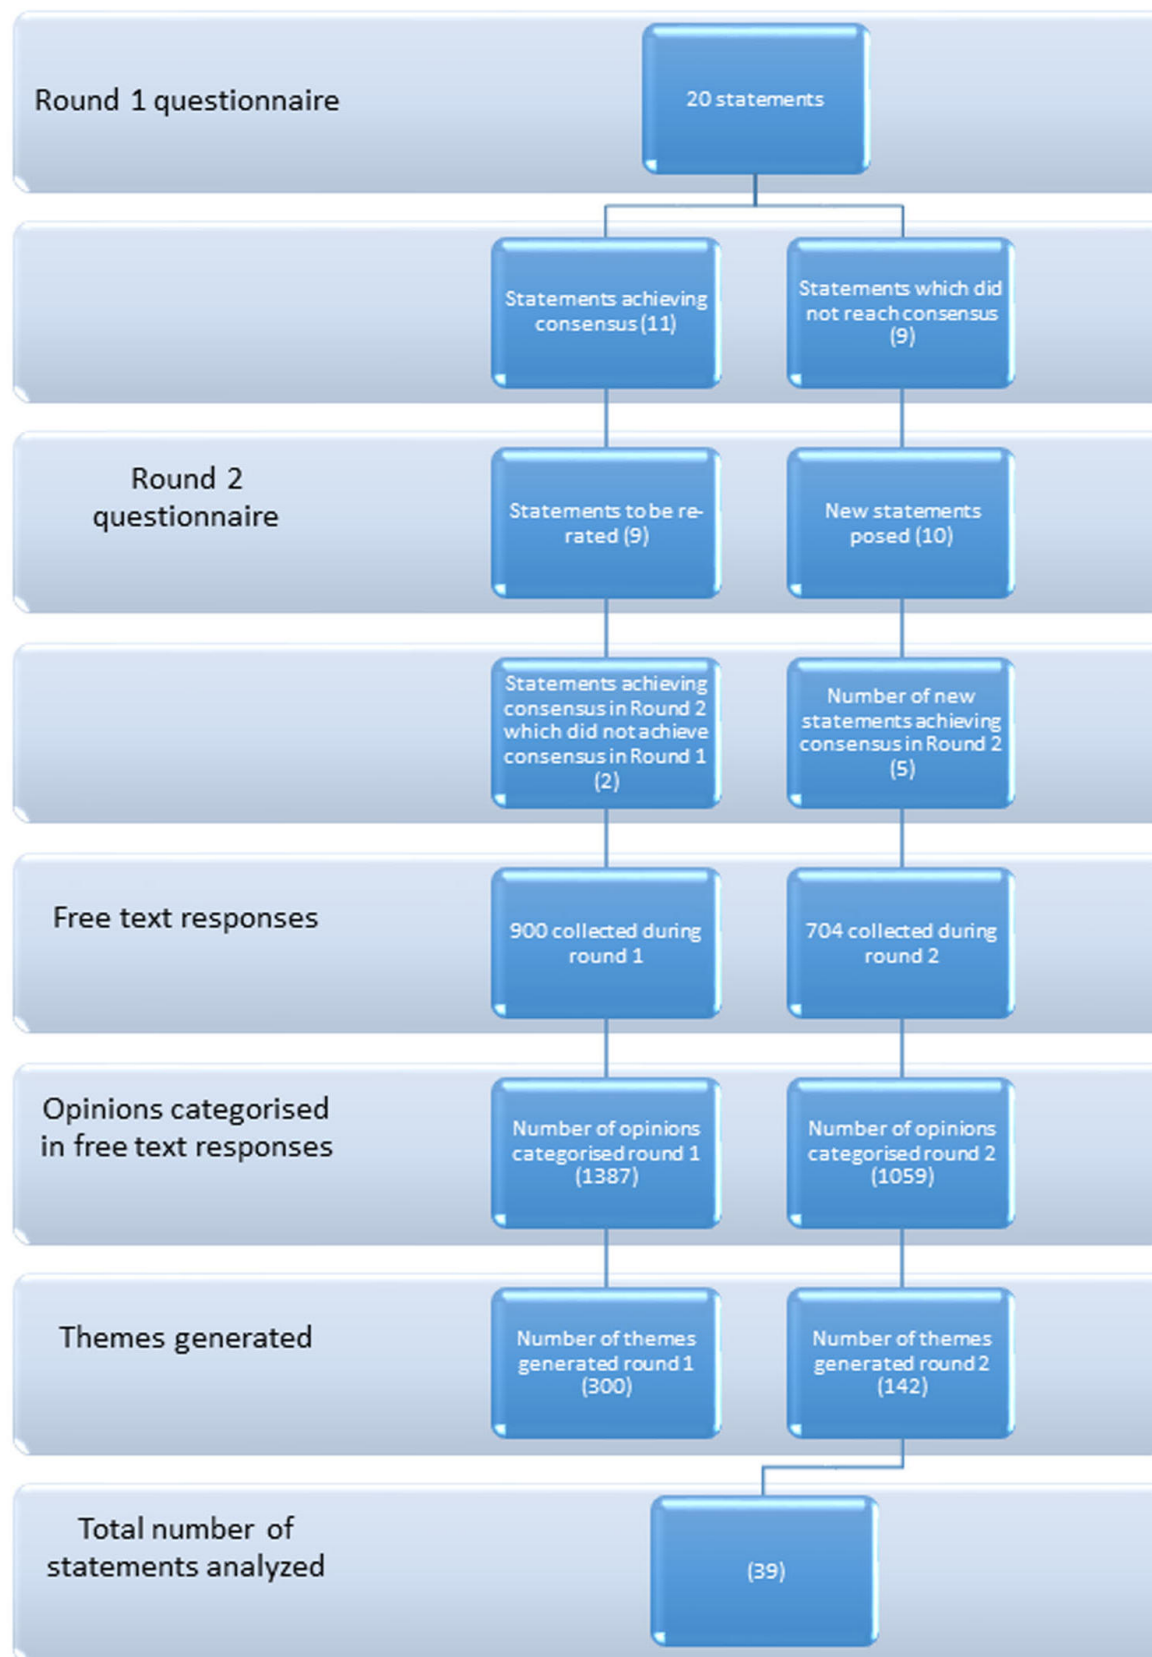 Round 1 questionnaire
20 statements
Statements achieving
consensus (11)
Statements which did
not reach consensus
(9)
Round 2
questionnaire
Statements to be re-
rated (9)
New statements
posed (10)
Statements achieving
consensus in Round 2
which did not achieve
consensus in Round 1
(2)
Number of new
statements achieving
consensus in Round 2
(5)
Free text responses
900 collected during
round 1
704 collected during
round 2
Opinions categorised
in free text responses
Number of opinions
categorised round 1
(1387)
Number of opinions
categorised round 2
(1059)
Themes generated
Number of themes
generated round 1
(300)
Number of themes
generated round 2
(142)
Total number of
statements analyzed
(39)